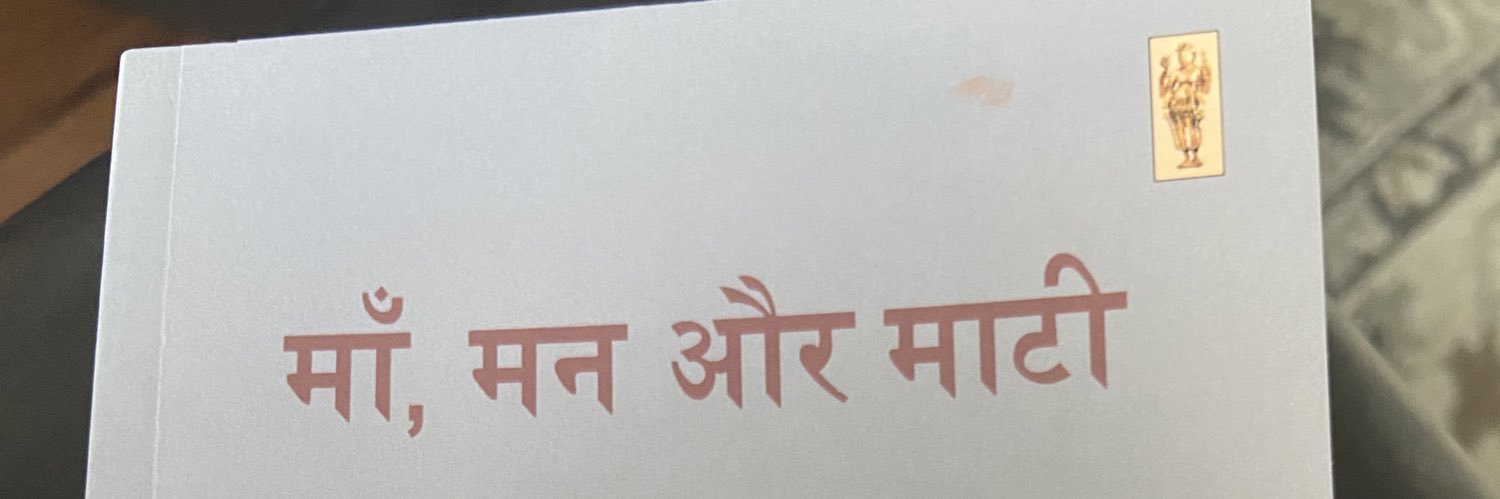 माँ, मन और माटी